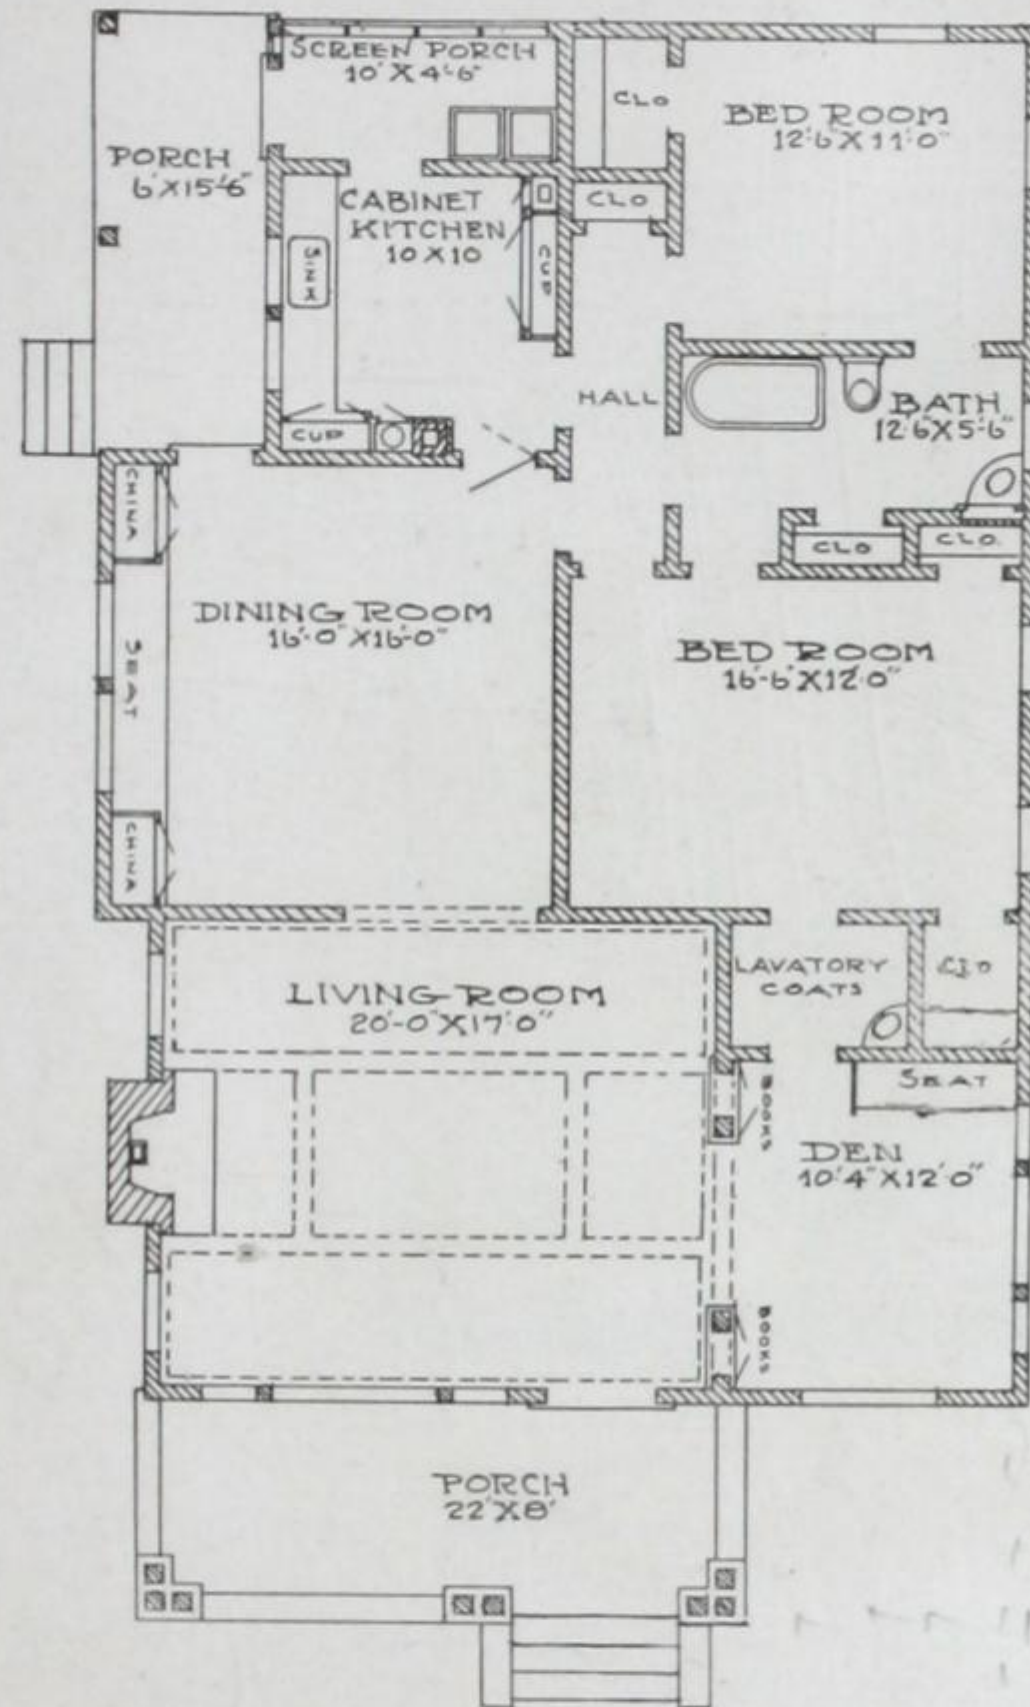 SCREEN PORCH
10' X 4'-6"
PORCH
6' X 15'-6"
CLO
BED ROOM
12'-6" X 11'-0"
CABINET
KITCHEN
10 X 10
SINK
CUP
CLO
CUP
HALL
BATH
12'6" X 5'-6"
CLO
CLO.
CHINA
SEAT
CHINA
DINING ROOM
16'-0" X 16'-0"
BED ROOM
16'-6" X 12'0"
LIVING ROOM
20'-0" X 17'0"
LAVATORY
COATS
CLO
BOOKS
SEAT
DEN
10'4" X 12'0"
BOOKS
PORCH
22' X 8'